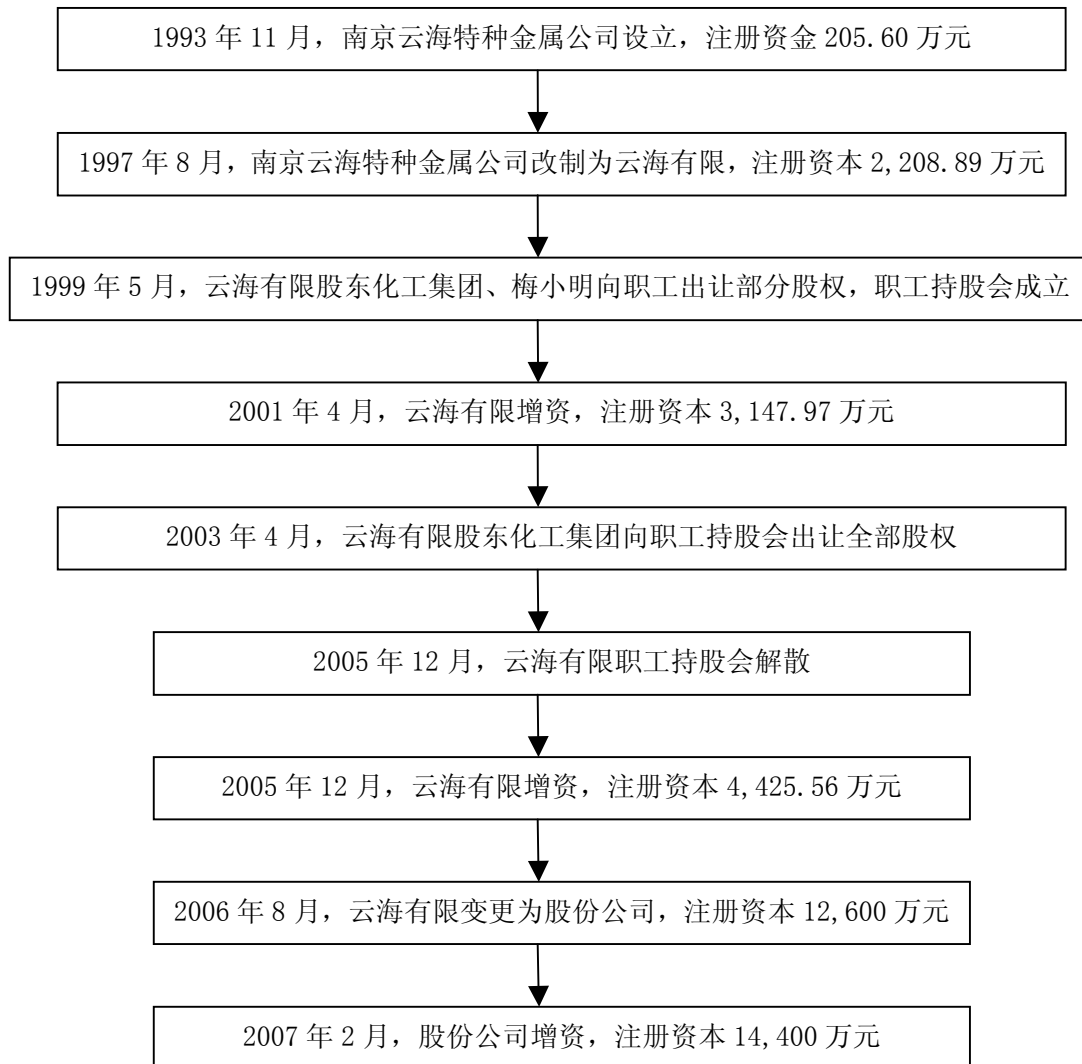 1993 年 11 月，南京云海特种金属公司设立，注册资金 205.60 万元
1997 年 8 月，南京云海特种金属公司改制为云海有限，注册资本 2,208.89 万元
1999 年 5 月，云海有限股东化工集团、梅小明向职工出让部分股权，职工持股会成立
2001 年 4 月，云海有限增资，注册资本 3,147.97 万元
2003 年 4 月，云海有限股东化工集团向职工持股会出让全部股权
2005 年 12 月，云海有限职工持股会解散
2005 年 12 月，云海有限增资，注册资本 4,425.56 万元
2006 年 8 月，云海有限变更为股份公司，注册资本 12,600 万元
2007 年 2 月，股份公司增资，注册资本 14,400 万元